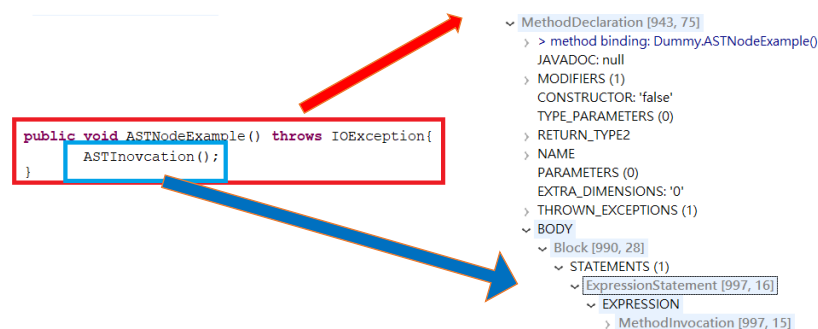 public void ASTNodeExample() throws IOException{
ASTInovcation();
}
MethodDeclaration [943, 75]
> method binding: Dummy.ASTNodeExample()
JAVADOC: null
MODIFIERS (1)
CONSTRUCTOR: 'false'
TYPE_PARAMETERS (0)
RETURN_TYPE2
NAME
PARAMETERS (0)
EXTRA_DIMENSIONS: '0'
THROWN_EXCEPTIONS (1)
BODY
Block [990, 28]
STATEMENTS (1)
ExpressionStatement [997, 16]
EXPRESSION
MethodInvocation [997, 15]